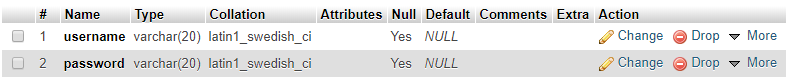 # Name Type Collation Attributes Null Default Comments Extra Action
1 username varchar(20) latin1_swedish_ci Yes NULL Change Drop More
2 password varchar(20) latin1_swedish_ci Yes NULL Change Drop More